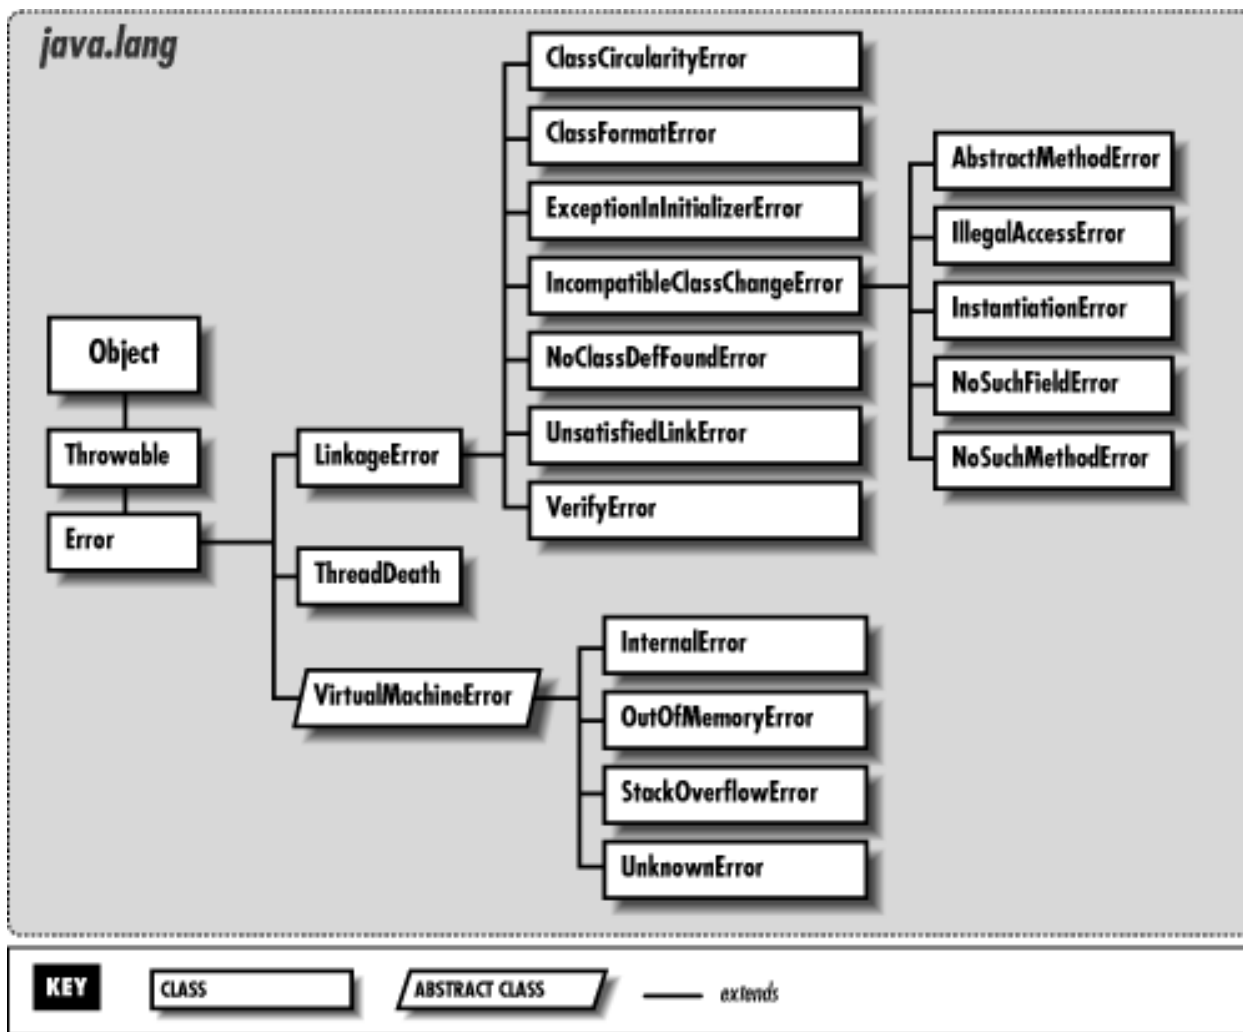 java.lang
ClassCircularityError
ClassFormatError
AbstractMethodError
ExceptionInInitializerError
IllegalAccessError
IncompatibleClassChangeError
InstantiationError
Object
NoClassDefFoundError
NoSuchFieldError
Throwable
LinkageError
UnsatisfiedLinkError
NoSuchMethodError
VerifyError
Error
ThreadDeath
InternalError
VirtualMachineError
OutOfMemoryError
StackOverflowError
UnknownError
KEY
CLASS
ABSTRACT CLASS
extends